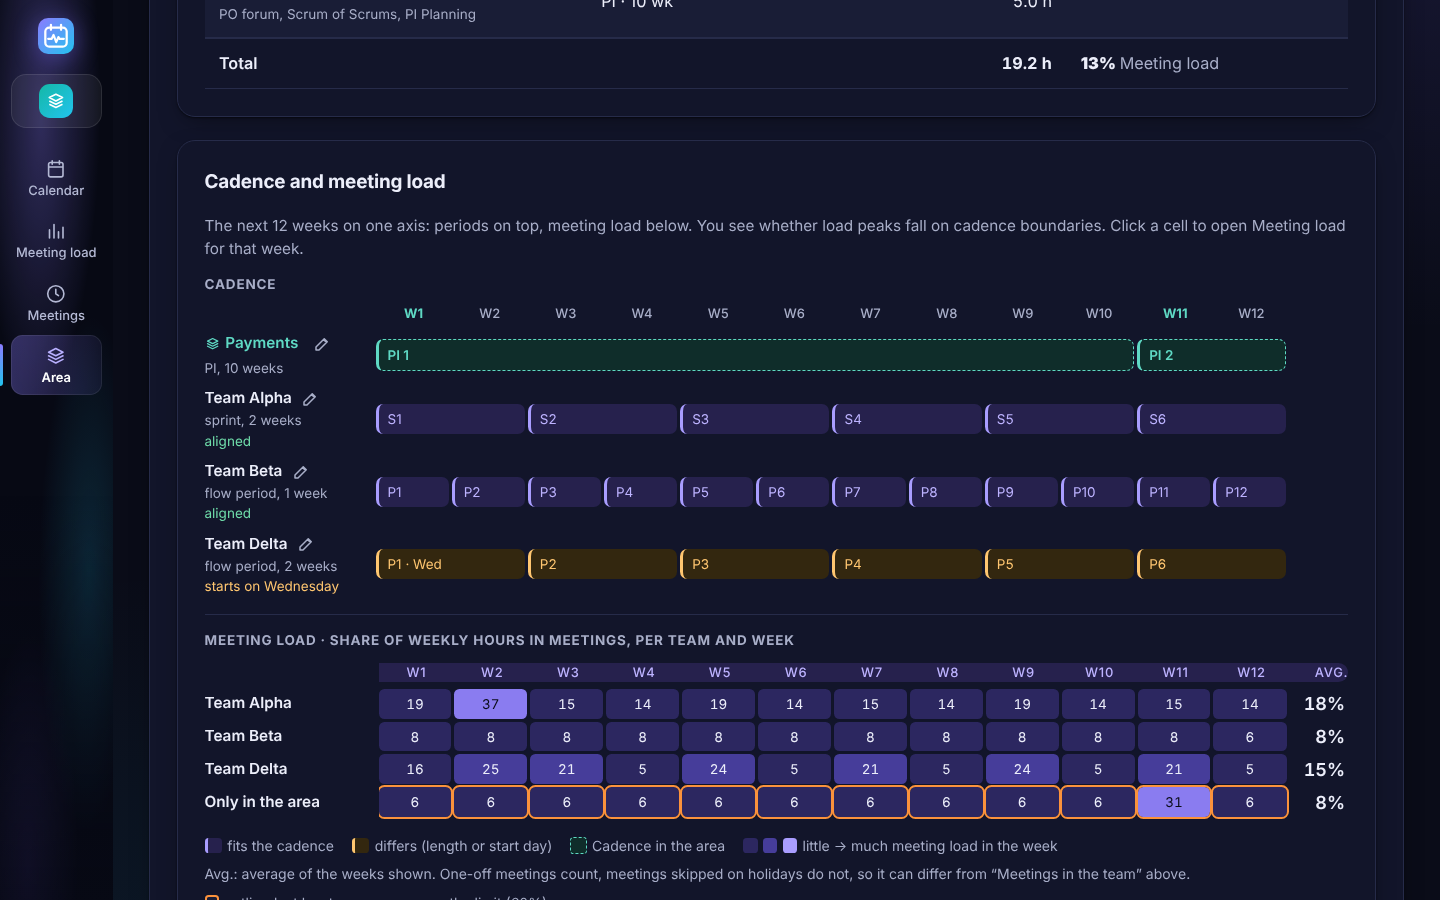 PO forum, Scrum of Scrums, PI Planning
PI · 10 wk
5.0 h
Total 19.2 h 13% Meeting load
Calendar
Meeting load
Meetings
Area
Cadence and meeting load
The next 12 weeks on one axis: periods on top, meeting load below. You see whether load peaks fall on cadence boundaries. Click a cell to open Meeting load
for that week.
CADENCE
W1 W2 W3 W4 W5 W6 W7 W8 W9 W10 W11 W12
Payments
PI, 10 weeks
PI 1 PI 2
Team Alpha
sprint, 2 weeks
aligned
S1 S2 S3 S4 S5 S6
Team Beta
flow period, 1 week
aligned
P1 P2 P3 P4 P5 P6 P7 P8 P9 P10 P11 P12
Team Delta
flow period, 2 weeks
starts on Wednesday
P1 · Wed P2 P3 P4 P5 P6
MEETING LOAD · SHARE OF WEEKLY HOURS IN MEETINGS, PER TEAM AND WEEK
W1 W2 W3 W4 W5 W6 W7 W8 W9 W10 W11 W12 AVG.
Team Alpha 19 37 15 14 19 14 15 14 19 14 15 14 18%
Team Beta 8 8 8 8 8 8 8 8 8 8 8 6 8%
Team Delta 16 25 21 5 24 5 21 5 24 5 21 5 15%
Only in the area 6 6 6 6 6 6 6 6 6 6 31 6 8%
fits the cadence differs (length or start day) Cadence in the area little → much meeting load in the week
Avg.: average of the weeks shown. One-off meetings count, meetings skipped on holidays do not, so it can differ from “Meetings in the team” above.